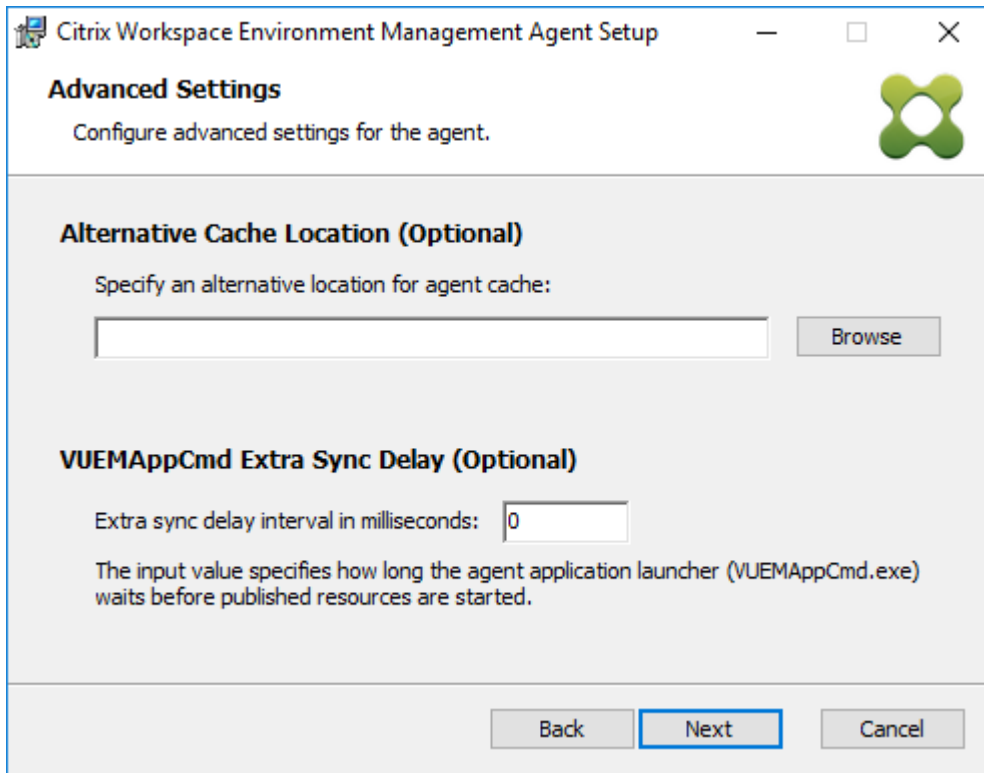 Citrix Workspace Environment Management Agent Setup
Advanced Settings
Configure advanced settings for the agent.
Alternative Cache Location (Optional)
Specify an alternative location for agent cache:
Browse
VUEMAppCmd Extra Sync Delay (Optional)
Extra sync delay interval in milliseconds: 0
The input value specifies how long the agent application launcher (VUEMAppCmd.exe)
waits before published resources are started.
Back Next Cancel